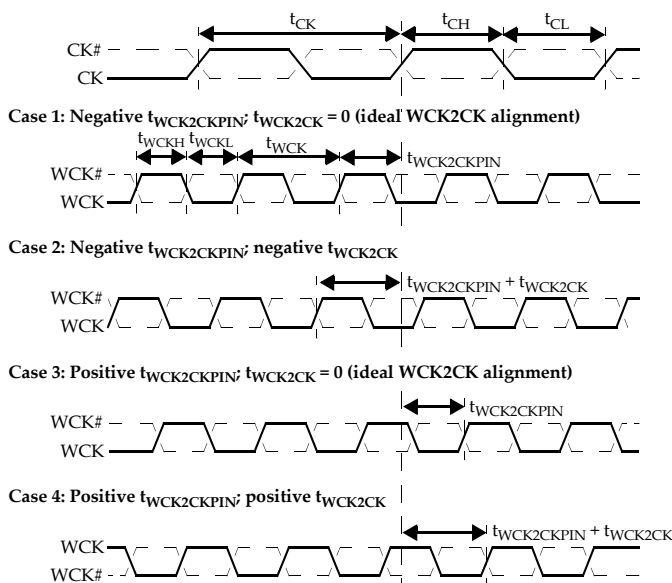 tCK tCH tCL
CK#
CK
Case 1: Negative tWCK2CKPIN; tWCK2CK = 0 (ideal WCK2CK alignment)
tWCKH tWCKL tWCK tWCK2CKPIN
WCK#
WCK
Case 2: Negative tWCK2CKPIN; negative tWCK2CK
WCK# tWCK2CKPIN + tWCK2CK
WCK
Case 3: Positive tWCK2CKPIN; tWCK2CK = 0 (ideal WCK2CK alignment)
WCK# tWCK2CKPIN
WCK
Case 4: Positive tWCK2CKPIN; positive tWCK2CK
tWCK2CKPIN + tWCK2CK
WCK
WCK#